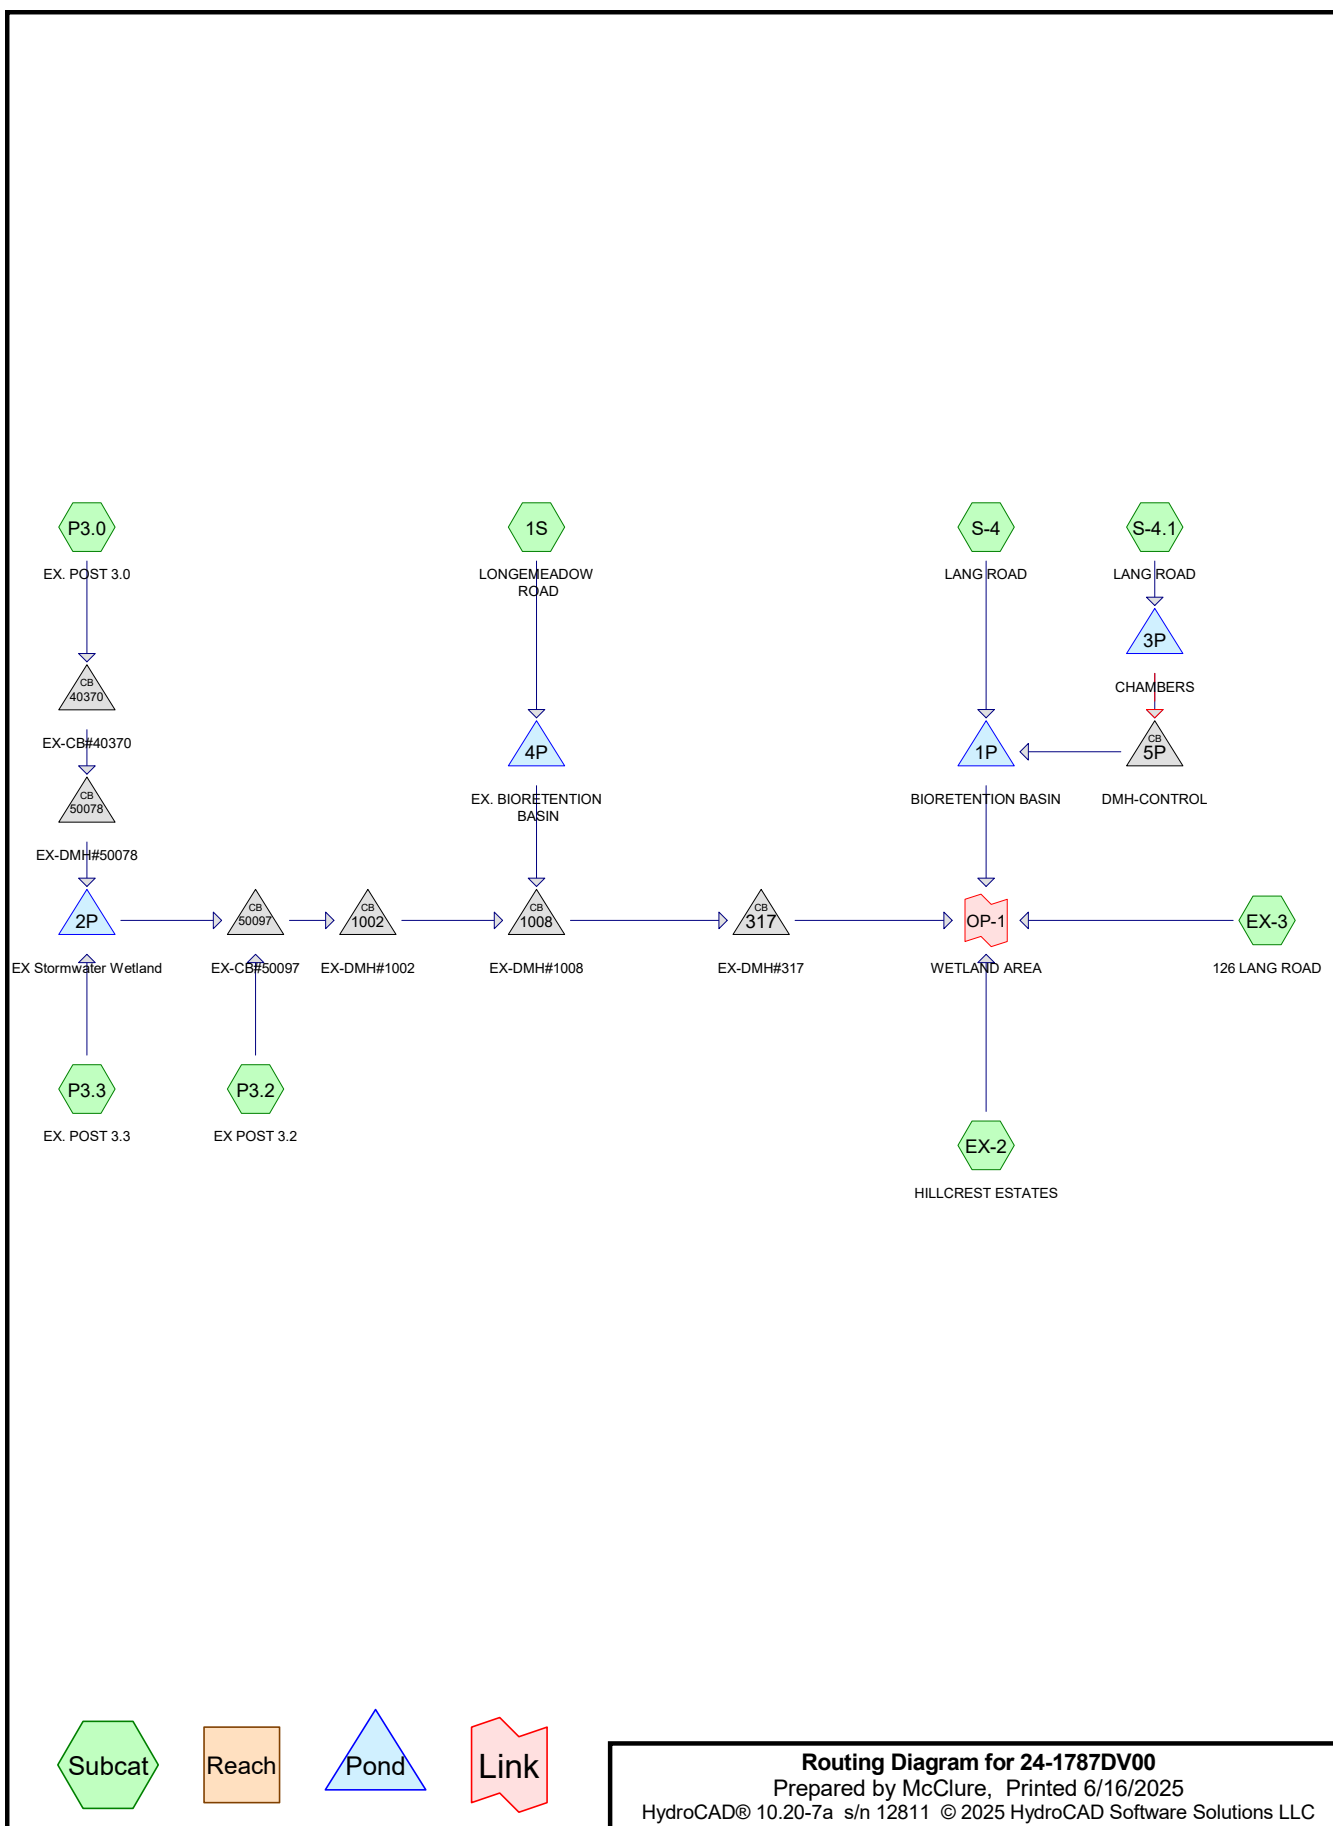 P3.0
EX. POST 3.0
1S
LONGEMEADOW
ROAD
S-4
LANG ROAD
S-4.1
LANG ROAD
3P
CHAMBERS
CB
40370
EX-CB#40370
4P
EX. BIORETENTION
BASIN
1P
BIORETENTION BASIN
CB
5P
DMH-CONTROL
CB
50078
EX-DMH#50078
2P
EX Stormwater Wetland
CB
50097
EX-CB#50097
CB
1002
EX-DMH#1002
CB
1008
EX-DMH#1008
CB
317
EX-DMH#317
OP-1
WETLAND AREA
EX-3
126 LANG ROAD
P3.3
EX. POST 3.3
P3.2
EX POST 3.2
EX-2
HILLCREST ESTATES
Subcat
Reach
Pond
Link
Routing Diagram for 24-1787DV00
Prepared by McClure, Printed 6/16/2025
HydroCAD® 10.20-7a s/n 12811 © 2025 HydroCAD Software Solutions LLC